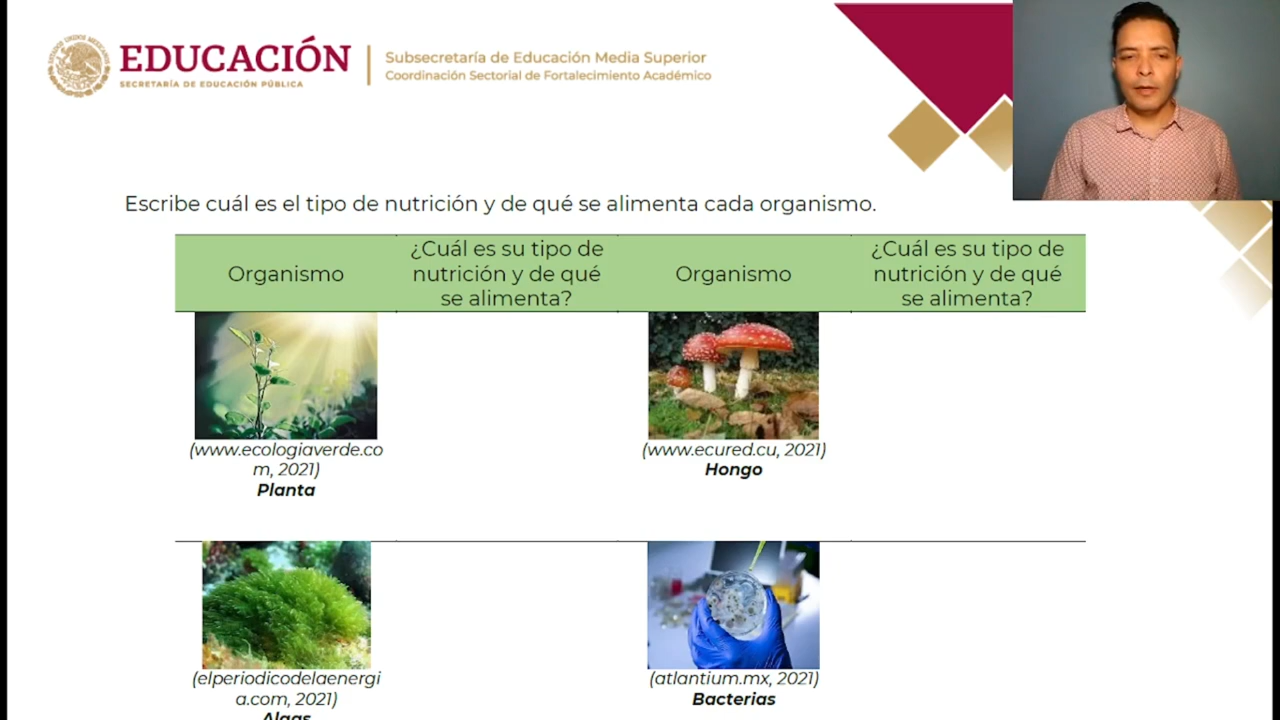 EDUCACIÓN
SECRETARÍA DE EDUCACIÓN PÚBLICA
Subsecretaría de Educación Media Superior
Coordinación Sectorial de Fortalecimiento Académico
Escribe cuál es el tipo de nutrición y de qué se alimenta cada organismo.
Organismo
¿Cuál es su tipo de
nutrición y de qué
se alimenta?
Organismo
¿Cuál es su tipo de
nutrición y de qué
se alimenta?
(www.ecologiaverde.co
m, 2021)
Planta
(www.ecured.cu, 2021)
Hongo
(elperiodicodelaenergi
a.com, 2021)
Algas
(atlantium.mx, 2021)
Bacterias